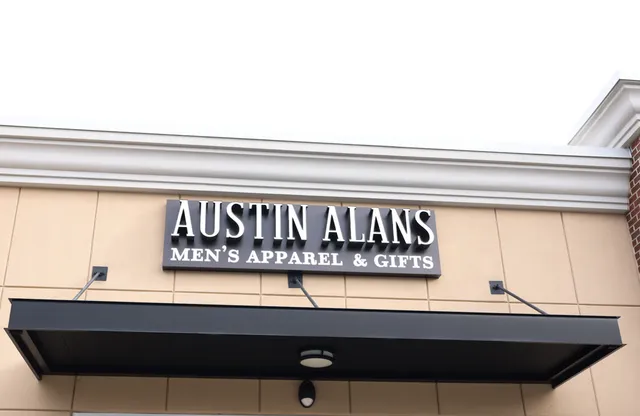 AUSTIN ALANS
MEN'S APPAREL & GIFTS